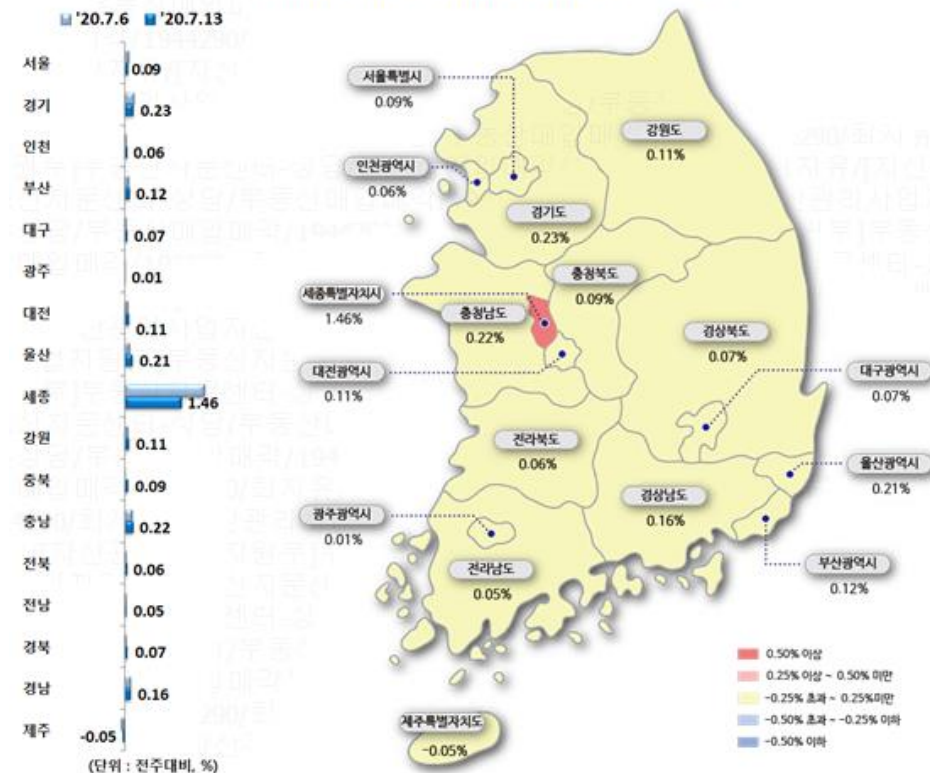 '20.7.6 '20.7.13
서울 0.09
경기 0.23
인천 0.06
부산 0.12
대구 0.07
광주 0.01
대전 0.11
울산 0.21
세종 1.46
강원 0.11
충북 0.09
충남 0.22
전북 0.06
전남 0.05
경북 0.07
경남 0.16
제주 -0.05
(단위 : 전주대비, %)
서울특별시
0.09%
강원도
0.11%
인천광역시
0.06%
경기도
0.23%
충청북도
0.09%
세종특별자치시
1.46%
충청남도
0.22%
경상북도
0.07%
대전광역시
0.11%
대구광역시
0.07%
전라북도
0.06%
울산광역시
0.21%
경상남도
0.16%
광주광역시
0.01%
전라남도
0.05%
부산광역시
0.12%
제주특별자치도
-0.05%
0.50% 이상
0.25% 이상 ~ 0.50% 미만
-0.25% 초과 ~ 0.25%미만
-0.50% 초과 ~ -0.25% 이하
-0.50% 이하